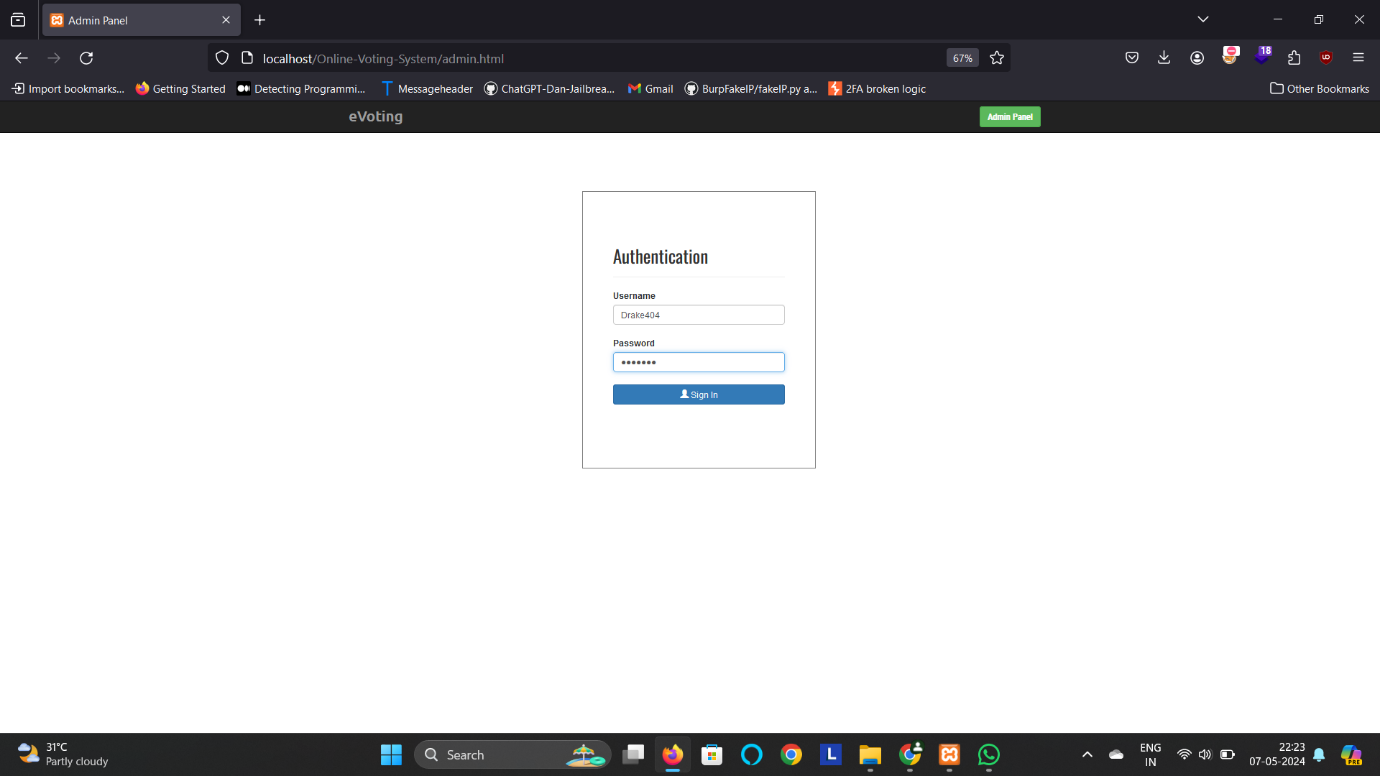 Admin Panel
localhost/Online-Voting-System/admin.html
67%
18
Import bookmarks...
Getting Started
Detecting Programmi...
Messageheader
ChatGPT-Dan-Jailbrea...
Gmail
BurpFakeIP/fakeIP.py a...
2FA broken logic
Other Bookmarks
eVoting
Admin Panel
Authentication
Username
Drake404
Password
Sign In
31°C
Partly cloudy
Search
L
ENG
IN
22:23
07-05-2024
PRE